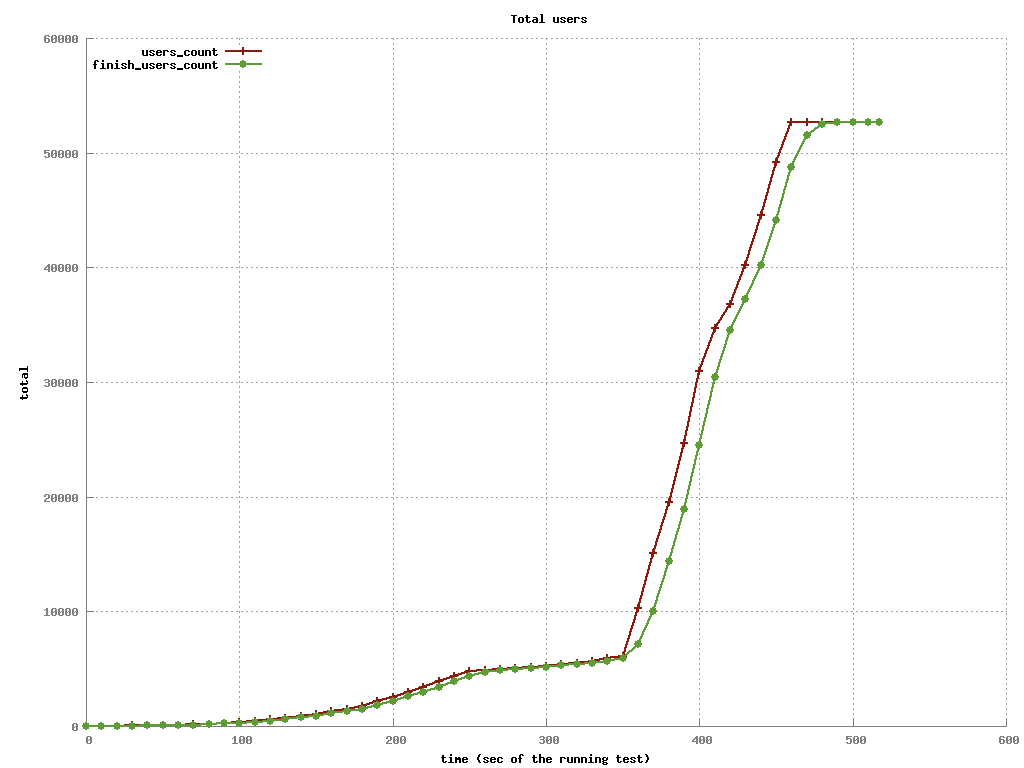 Total users
60000
users_count
finish_users_count
50000
40000
total
30000
20000
10000
0
0 100 200 300 400 500 600
time (sec of the running test)